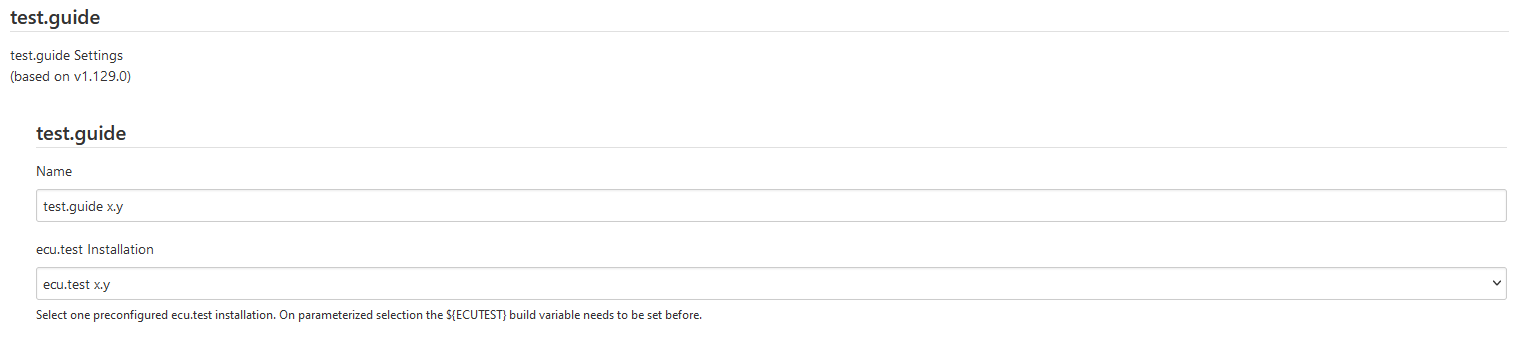 test.guide
test.guide Settings
(based on v1.129.0)
test.guide
Name
test.guide x.y
ecu.test Installation
ecu.test x.y
Select one preconfigured ecu.test installation. On parameterized selection the ${ECUTEST} build variable needs to be set before.